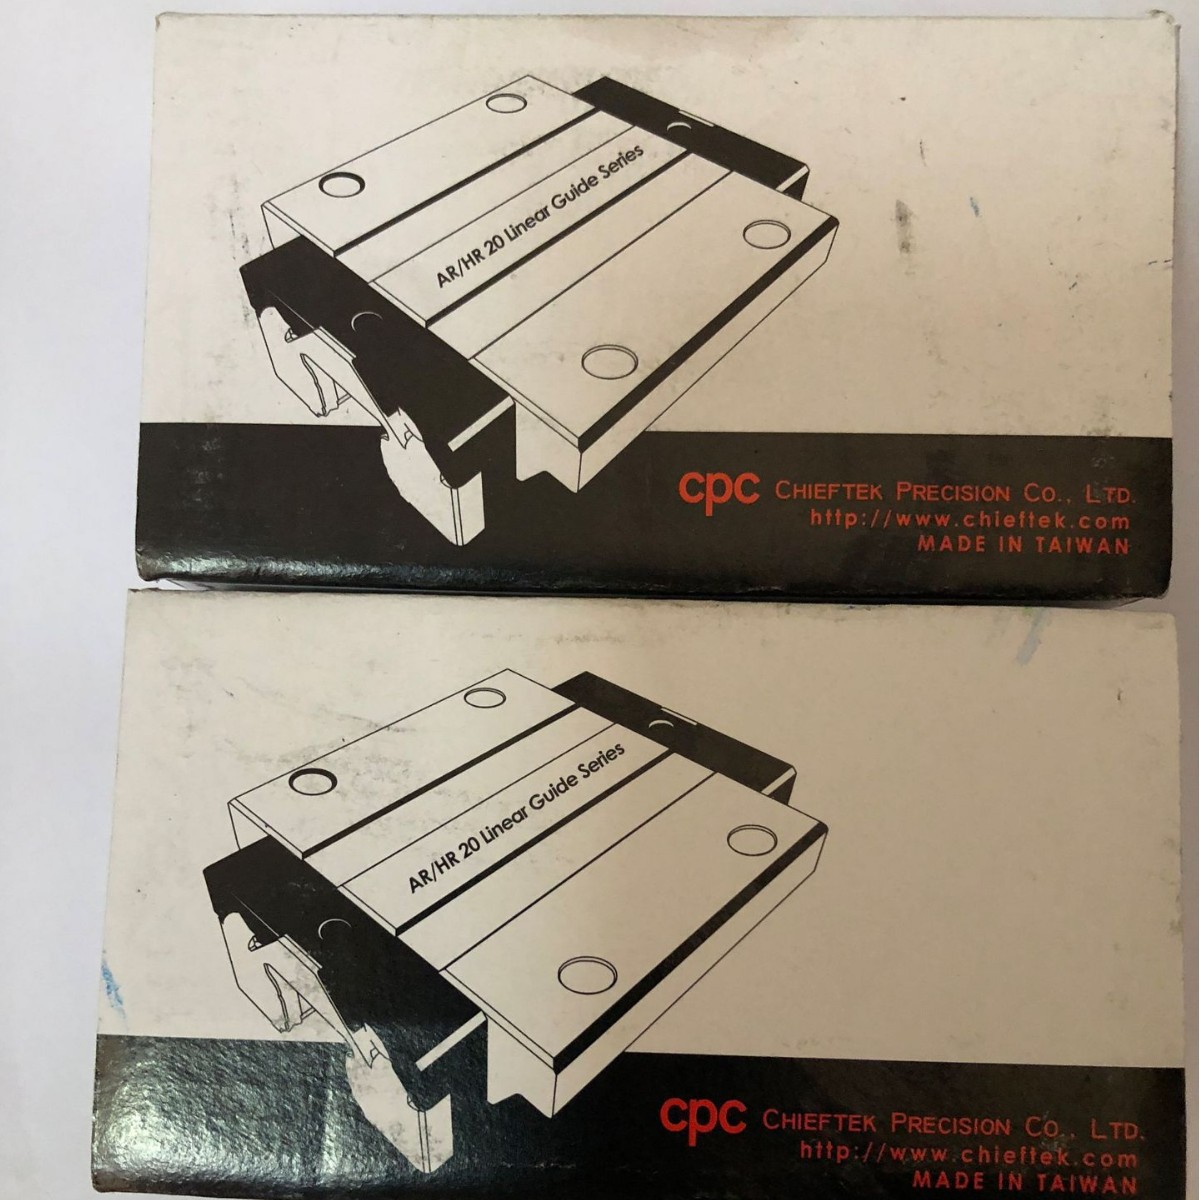 AR/HR 20 Linear Guide Series
cpc CHIEFTEK PRECISION CO., LTD.
http://www.chieftek.com
MADE IN TAIWAN
AR/HR 20 Linear Guide Series
cpc CHIEFTEK PRECISION CO., LTD.
http://www.chieftek.com
MADE IN TAIWAN